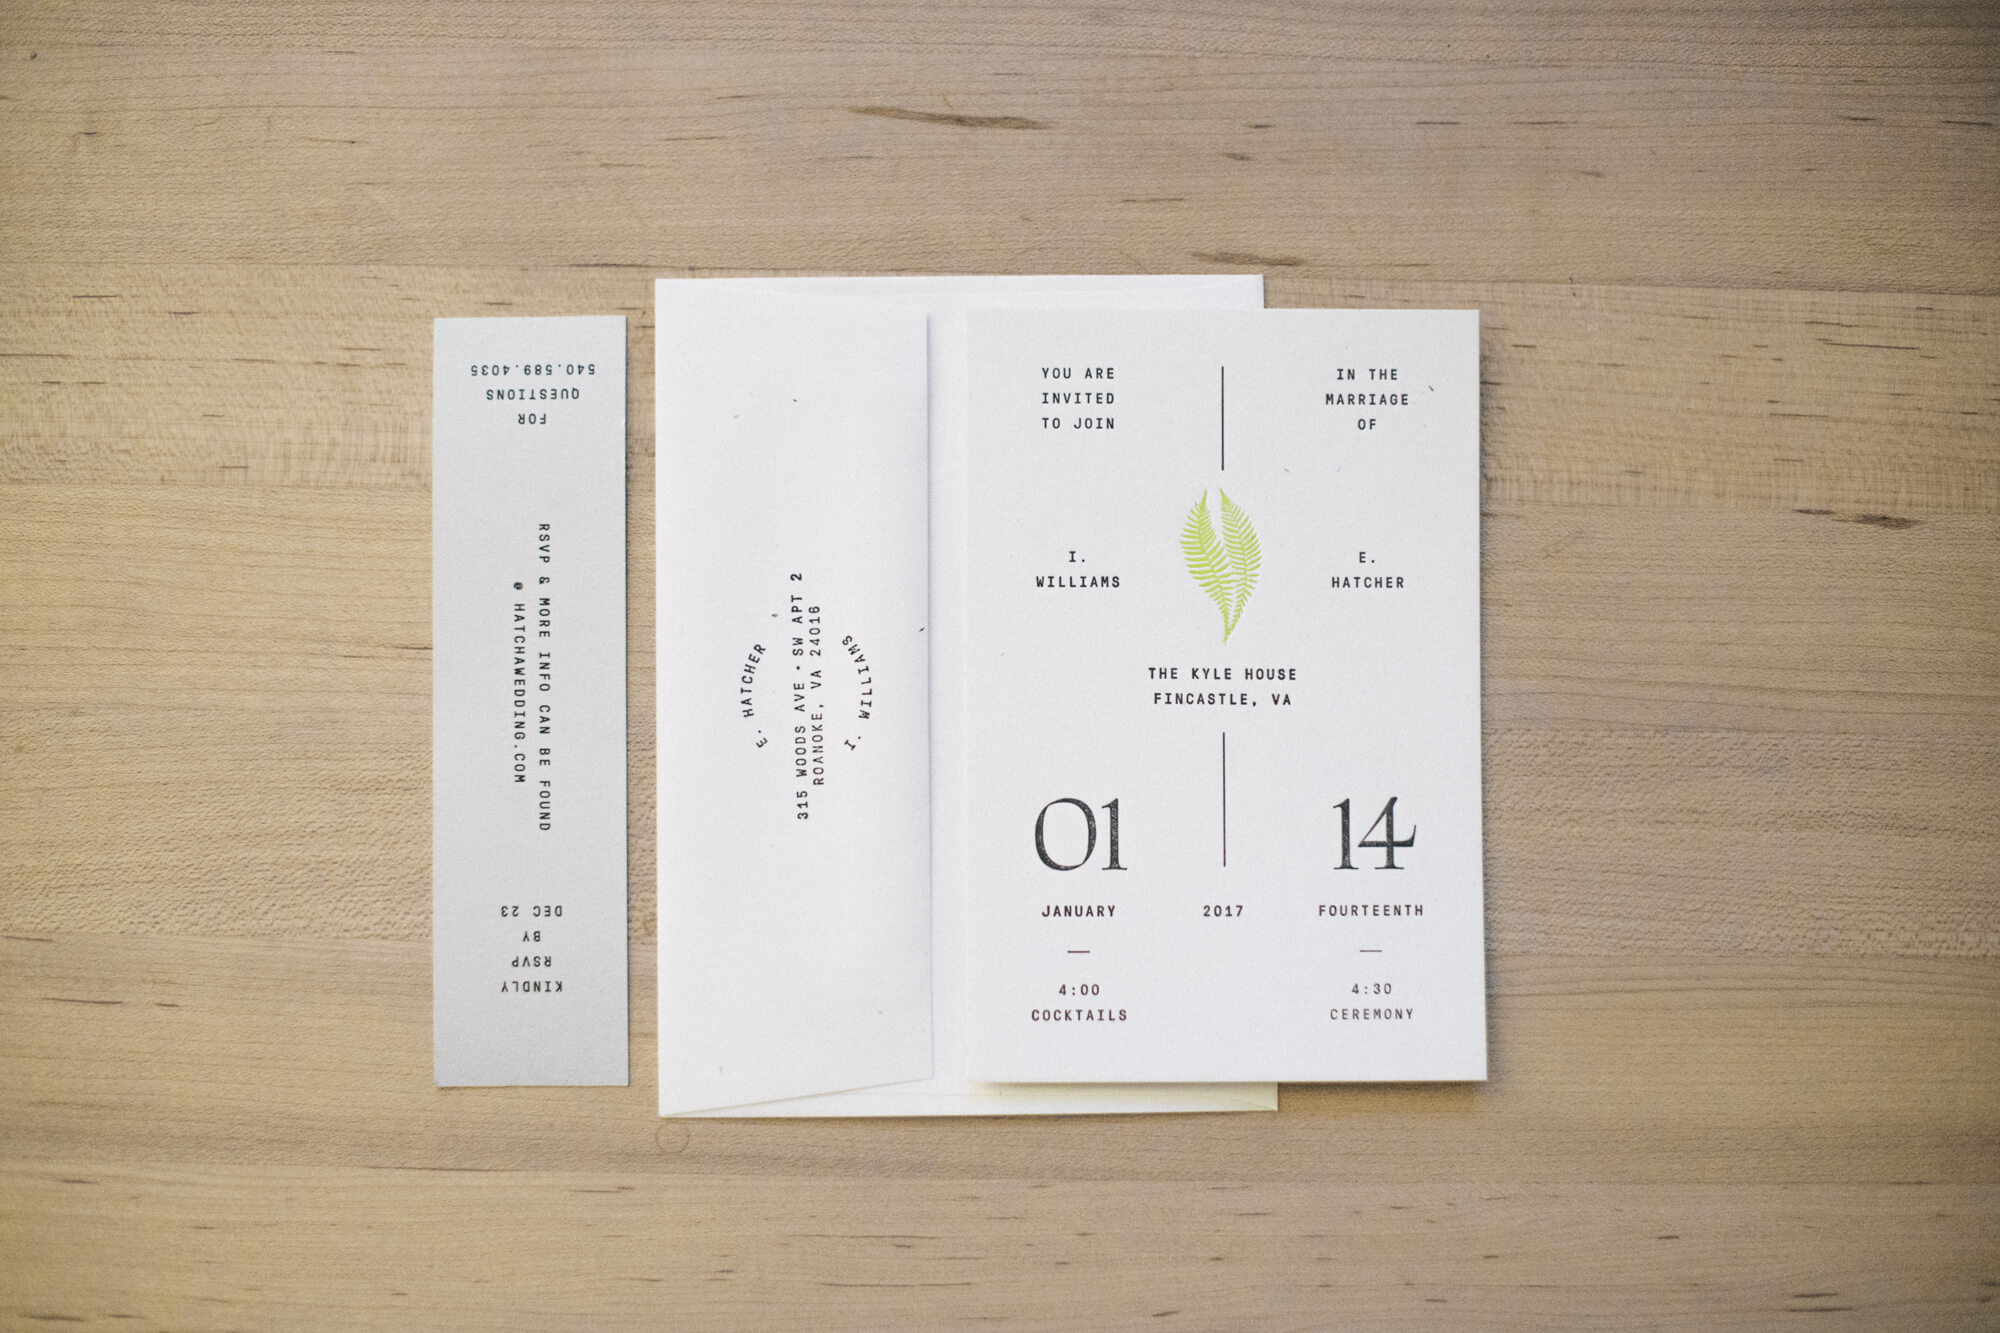 540.589.4035
QUESTIONS
FOR
RSVP & MORE INFO CAN BE FOUND
@ HATCHAWEDDING.COM
KINDLY
RSVP
BY
DEC 23
E. HATCHER
315 WOODS AVE • SW APT 2
ROANOKE, VA 24016
I. WILLIAMS
YOU ARE
INVITED
TO JOIN
IN THE
MARRIAGE
OF
I.
WILLIAMS
E.
HATCHER
THE KYLE HOUSE
FINCASTLE, VA
01
14
JANUARY
2017
FOURTEENTH
4:00
COCKTAILS
4:30
CEREMONY